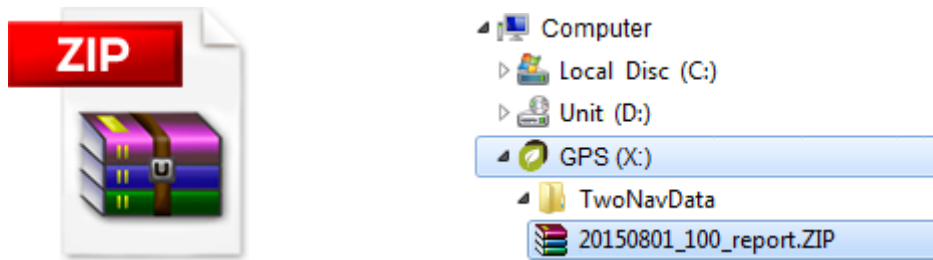 ZIP
U
Computer
Local Disc (C:)
Unit (D:)
GPS (X:)
TwoNavData
20150801_100_report.ZIP